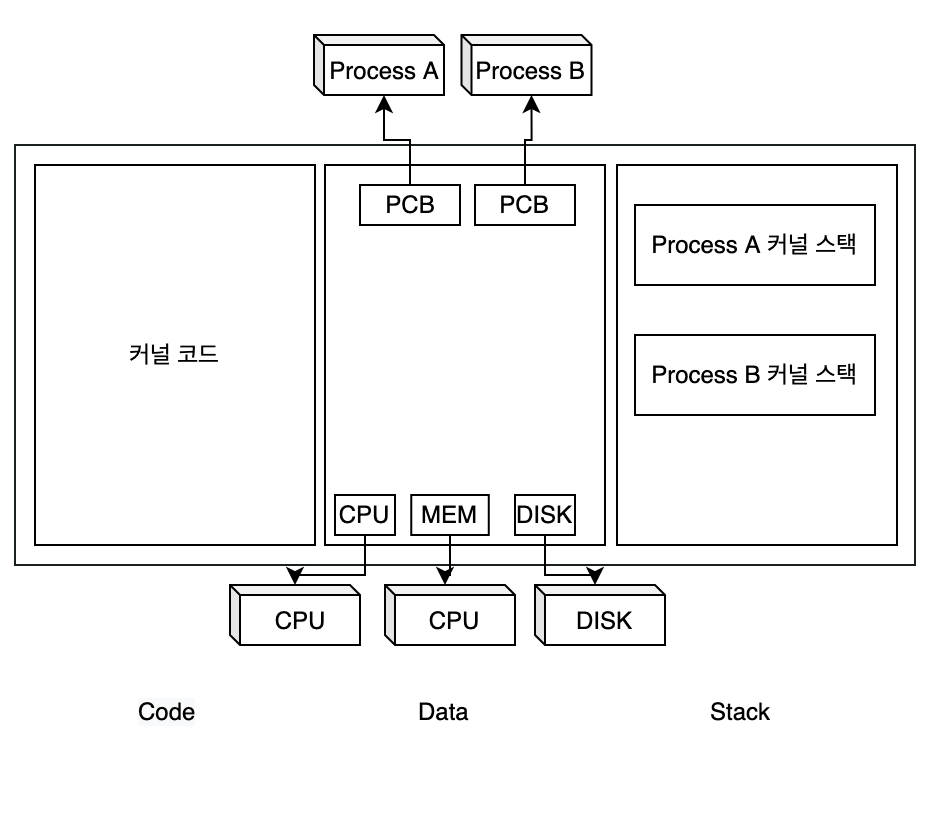 Process A
Process B
PCB
PCB
커널 코드
Process A 커널 스택
Process B 커널 스택
CPU
MEM
DISK
CPU
CPU
DISK
Code
Data
Stack